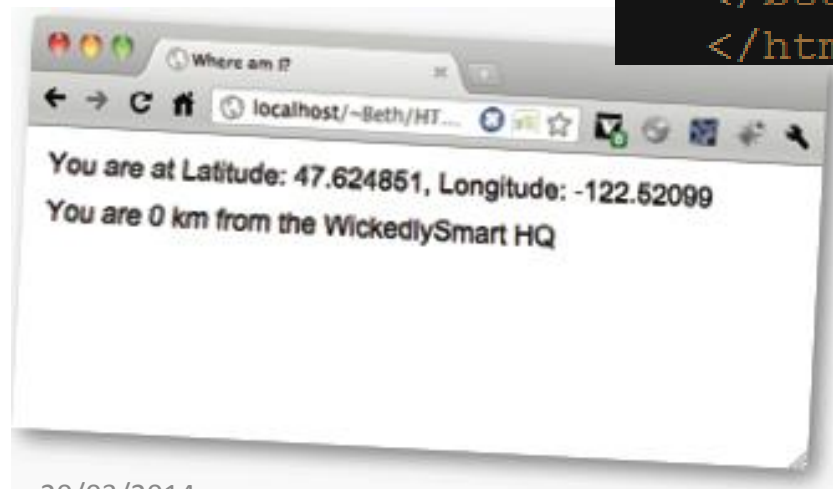 </htm
Where am I?
localhost/~Beth/HT...
You are at Latitude: 47.624851, Longitude: -122.52099
You are 0 km from the WickedlySmart HQ